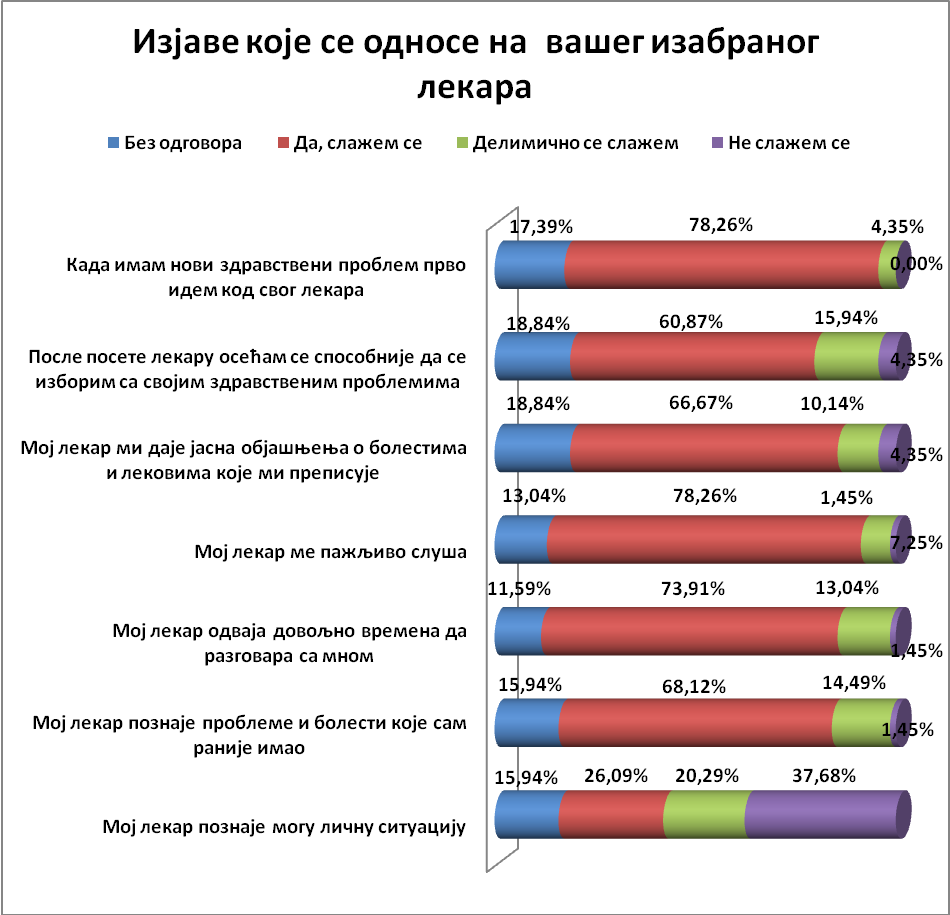 Изјаве које се односе на вашег изабраног
лекара
Без одговора Да, слажем се Делимично се слажем Не слажем се
17,39% 78,26% 4,35%
0,00%
Када имам нови здравствени проблем прво
идем код свог лекара
18,84% 60,87% 15,94%
4,35%
После посете лекару осећам се способније да се
изборим са својим здравственим проблемима
18,84% 66,67% 10,14%
4,35%
Мој лекар ми даје јасна објашњења о болестима
и лековима које ми преписује
13,04% 78,26% 1,45%
7,25%
Мој лекар ме пажљиво слуша
11,59% 73,91% 13,04%
1,45%
Мој лекар одваја довољно времена да
разговара са мном
15,94% 68,12% 14,49%
1,45%
Мој лекар познаје проблеме и болести које сам
раније имао
15,94% 26,09% 20,29% 37,68%
Мој лекар познаје могу личну ситуацију